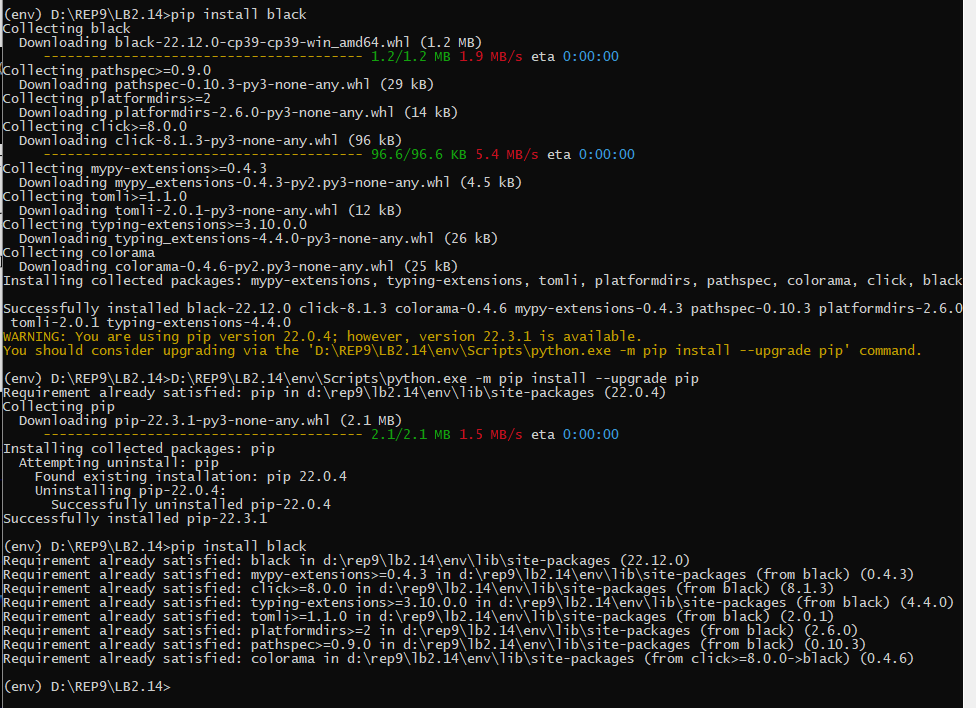 (env) D:\REP9\LB2.14>pip install black
Collecting black
  Downloading black-22.12.0-cp39-cp39-win_amd64.whl (1.2 MB)
     ---------------------------------------- 1.2/1.2 MB 1.9 MB/s eta 0:00:00
Collecting pathspec>=0.9.0
  Downloading pathspec-0.10.3-py3-none-any.whl (29 kB)
Collecting platformdirs>=2
  Downloading platformdirs-2.6.0-py3-none-any.whl (14 kB)
Collecting click>=8.0.0
  Downloading click-8.1.3-py3-none-any.whl (96 kB)
     ---------------------------------------- 96.6/96.6 KB 5.4 MB/s eta 0:00:00
Collecting mypy-extensions>=0.4.3
  Downloading mypy_extensions-0.4.3-py2.py3-none-any.whl (4.5 kB)
Collecting tomli>=1.1.0
  Downloading tomli-2.0.1-py3-none-any.whl (12 kB)
Collecting typing-extensions>=3.10.0.0
  Downloading typing_extensions-4.4.0-py3-none-any.whl (26 kB)
Collecting colorama
  Downloading colorama-0.4.6-py2.py3-none-any.whl (25 kB)
Installing collected packages: mypy-extensions, typing-extensions, tomli, platformdirs, pathspec, colorama, click, black
Successfully installed black-22.12.0 click-8.1.3 colorama-0.4.6 mypy-extensions-0.4.3 pathspec-0.10.3 platformdirs-2.6.0
 tomli-2.0.1 typing-extensions-4.4.0
WARNING: You are using pip version 22.0.4; however, version 22.3.1 is available.
You should consider upgrading via the 'D:\REP9\LB2.14\env\Scripts\python.exe -m pip install --upgrade pip' command.
(env) D:\REP9\LB2.14>D:\REP9\LB2.14\env\Scripts\python.exe -m pip install --upgrade pip
Requirement already satisfied: pip in d:\rep9\lb2.14\env\lib\site-packages (22.0.4)
Collecting pip
  Downloading pip-22.3.1-py3-none-any.whl (2.1 MB)
     ---------------------------------------- 2.1/2.1 MB 1.5 MB/s eta 0:00:00
Installing collected packages: pip
  Attempting uninstall: pip
    Found existing installation: pip 22.0.4
    Uninstalling pip-22.0.4:
      Successfully uninstalled pip-22.0.4
Successfully installed pip-22.3.1
(env) D:\REP9\LB2.14>pip install black
Requirement already satisfied: black in d:\rep9\lb2.14\env\lib\site-packages (22.12.0)
Requirement already satisfied: mypy-extensions>=0.4.3 in d:\rep9\lb2.14\env\lib\site-packages (from black) (0.4.3)
Requirement already satisfied: click>=8.0.0 in d:\rep9\lb2.14\env\lib\site-packages (from black) (8.1.3)
Requirement already satisfied: typing-extensions>=3.10.0.0 in d:\rep9\lb2.14\env\lib\site-packages (from black) (4.4.0)
Requirement already satisfied: tomli>=1.1.0 in d:\rep9\lb2.14\env\lib\site-packages (from black) (2.0.1)
Requirement already satisfied: platformdirs>=2 in d:\rep9\lb2.14\env\lib\site-packages (from black) (2.6.0)
Requirement already satisfied: pathspec>=0.9.0 in d:\rep9\lb2.14\env\lib\site-packages (from black) (0.10.3)
Requirement already satisfied: colorama in d:\rep9\lb2.14\env\lib\site-packages (from click>=8.0.0->black) (0.4.6)
(env) D:\REP9\LB2.14>